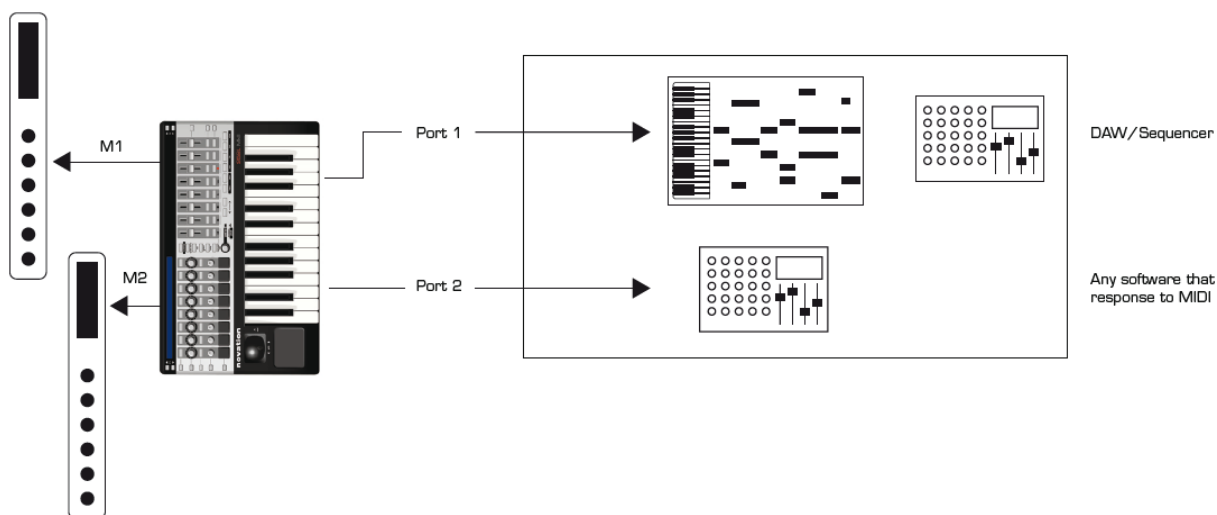 M1
Port 1
DAW/Sequencer
M2
Port 2
Any software that
response to MIDI
novation